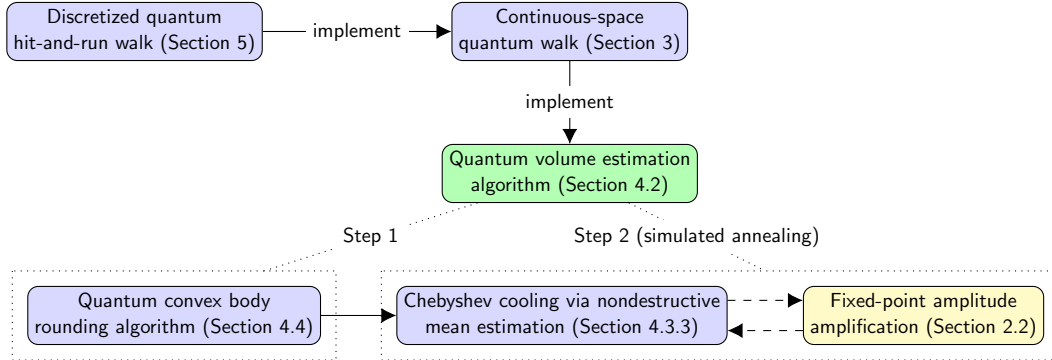 Discretized quantum
hit-and-run walk (Section 5)
implement
Continuous-space
quantum walk (Section 3)
implement
Quantum volume estimation
algorithm (Section 4.2)
Step 1
Step 2 (simulated annealing)
Quantum convex body
rounding algorithm (Section 4.4)
Chebyshev cooling via nondestructive
mean estimation (Section 4.3.3)
Fixed-point amplitude
amplification (Section 2.2)